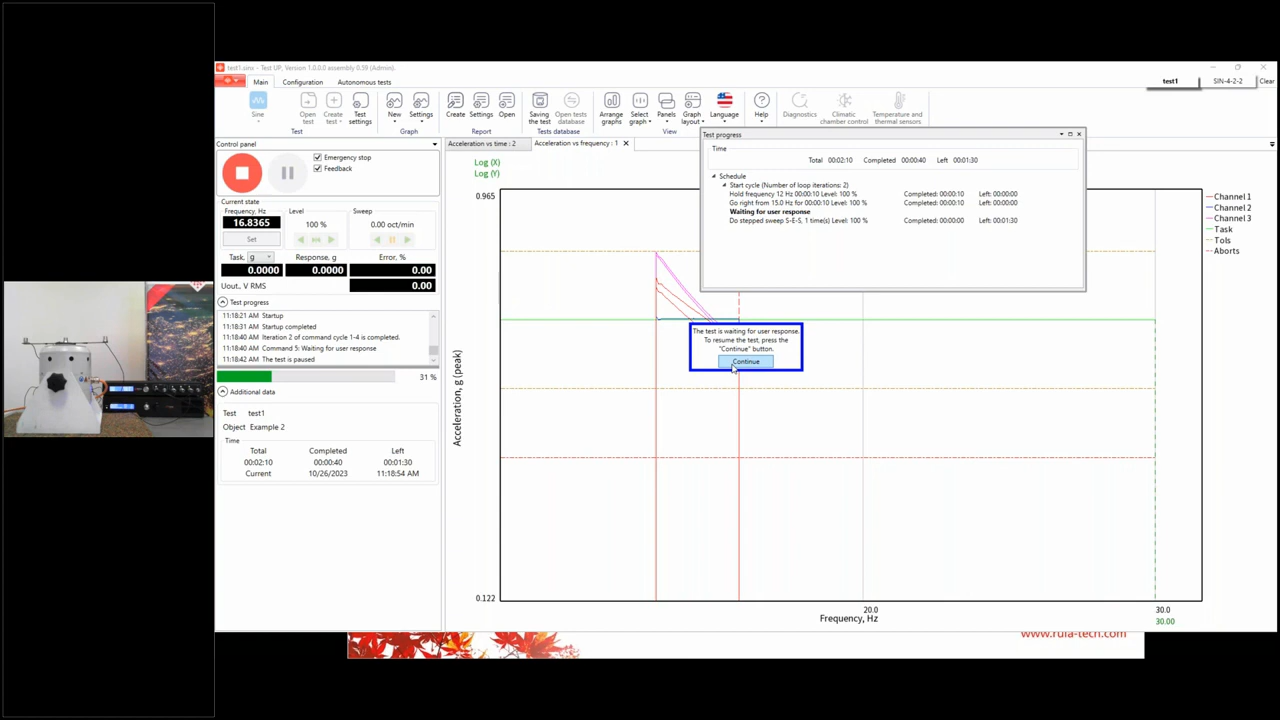 test1.sinx - Test UP, Version 1.0.0.0 assembly 0.59 (Admin).
Main Configuration Autonomous tests
test1 SIN-4-2-2 Clear
Sine Open test Create test Test settings New Settings Create Settings Open Saving the test Open tests database Arrange graphs Select graph Panels Graph layout Language Help Diagnostics Climatic chamber control Temperature and thermal sensors
Test Graph Report Tests database View
Control panel
Emergency stop
Feedback
Current state
Frequency, Hz Level Sweep
16.8365 100 % 0.00 oct/min
Set
Task, g Response, g Error, %
0.0000 0.0000 0.00
Uout., V RMS 0.00
Test progress
11:18:21 AM Startup
11:18:31 AM Startup completed
11:18:40 AM Iteration 2 of command cycle 1-4 is completed.
11:18:40 AM Command 5: Waiting for user response
11:18:42 AM The test is paused
31 %
Additional data
Test test1
Object Example 2
Time
Total Completed Left
00:02:10 00:00:40 00:01:30
Current 10/26/2023 11:18:54 AM
Acceleration vs time : 2 Acceleration vs frequency : 1
Log (X)
Log (Y)
0.965
Acceleration, g (peak)
0.122
20.0 30.0
Frequency, Hz 30.00
Test progress
Time
Total 00:02:10 Completed 00:00:40 Left 00:01:30
Schedule
Start cycle (Number of loop iterations: 2)
Hold frequency 12 Hz 00:00:10 Level: 100 % Completed: 00:00:10 Left: 00:00:00
Go right from 15.0 Hz for 00:00:10 Level: 100 % Completed: 00:00:10 Left: 00:00:00
Waiting for user response
Do stepped sweep S-E-S, 1 time(s) Level: 100 % Completed: 00:00:00 Left: 00:01:30
The test is waiting for user response.
To resume the test, press the
"Continue" button.
Continue
Channel 1
Channel 2
Channel 3
Task
Tols
Aborts
www.rula-tech.com